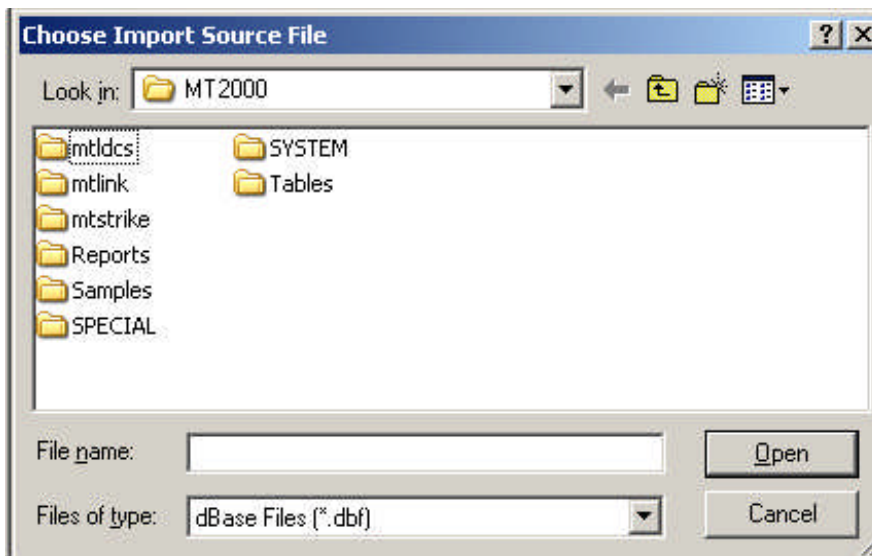 Choose Import Source File
Look in: MT2000
mtldcs SYSTEM
mtlink Tables
mtstrike
Reports
Samples
SPECIAL
File name: Open
Files of type: dBase Files (*.dbf) Cancel